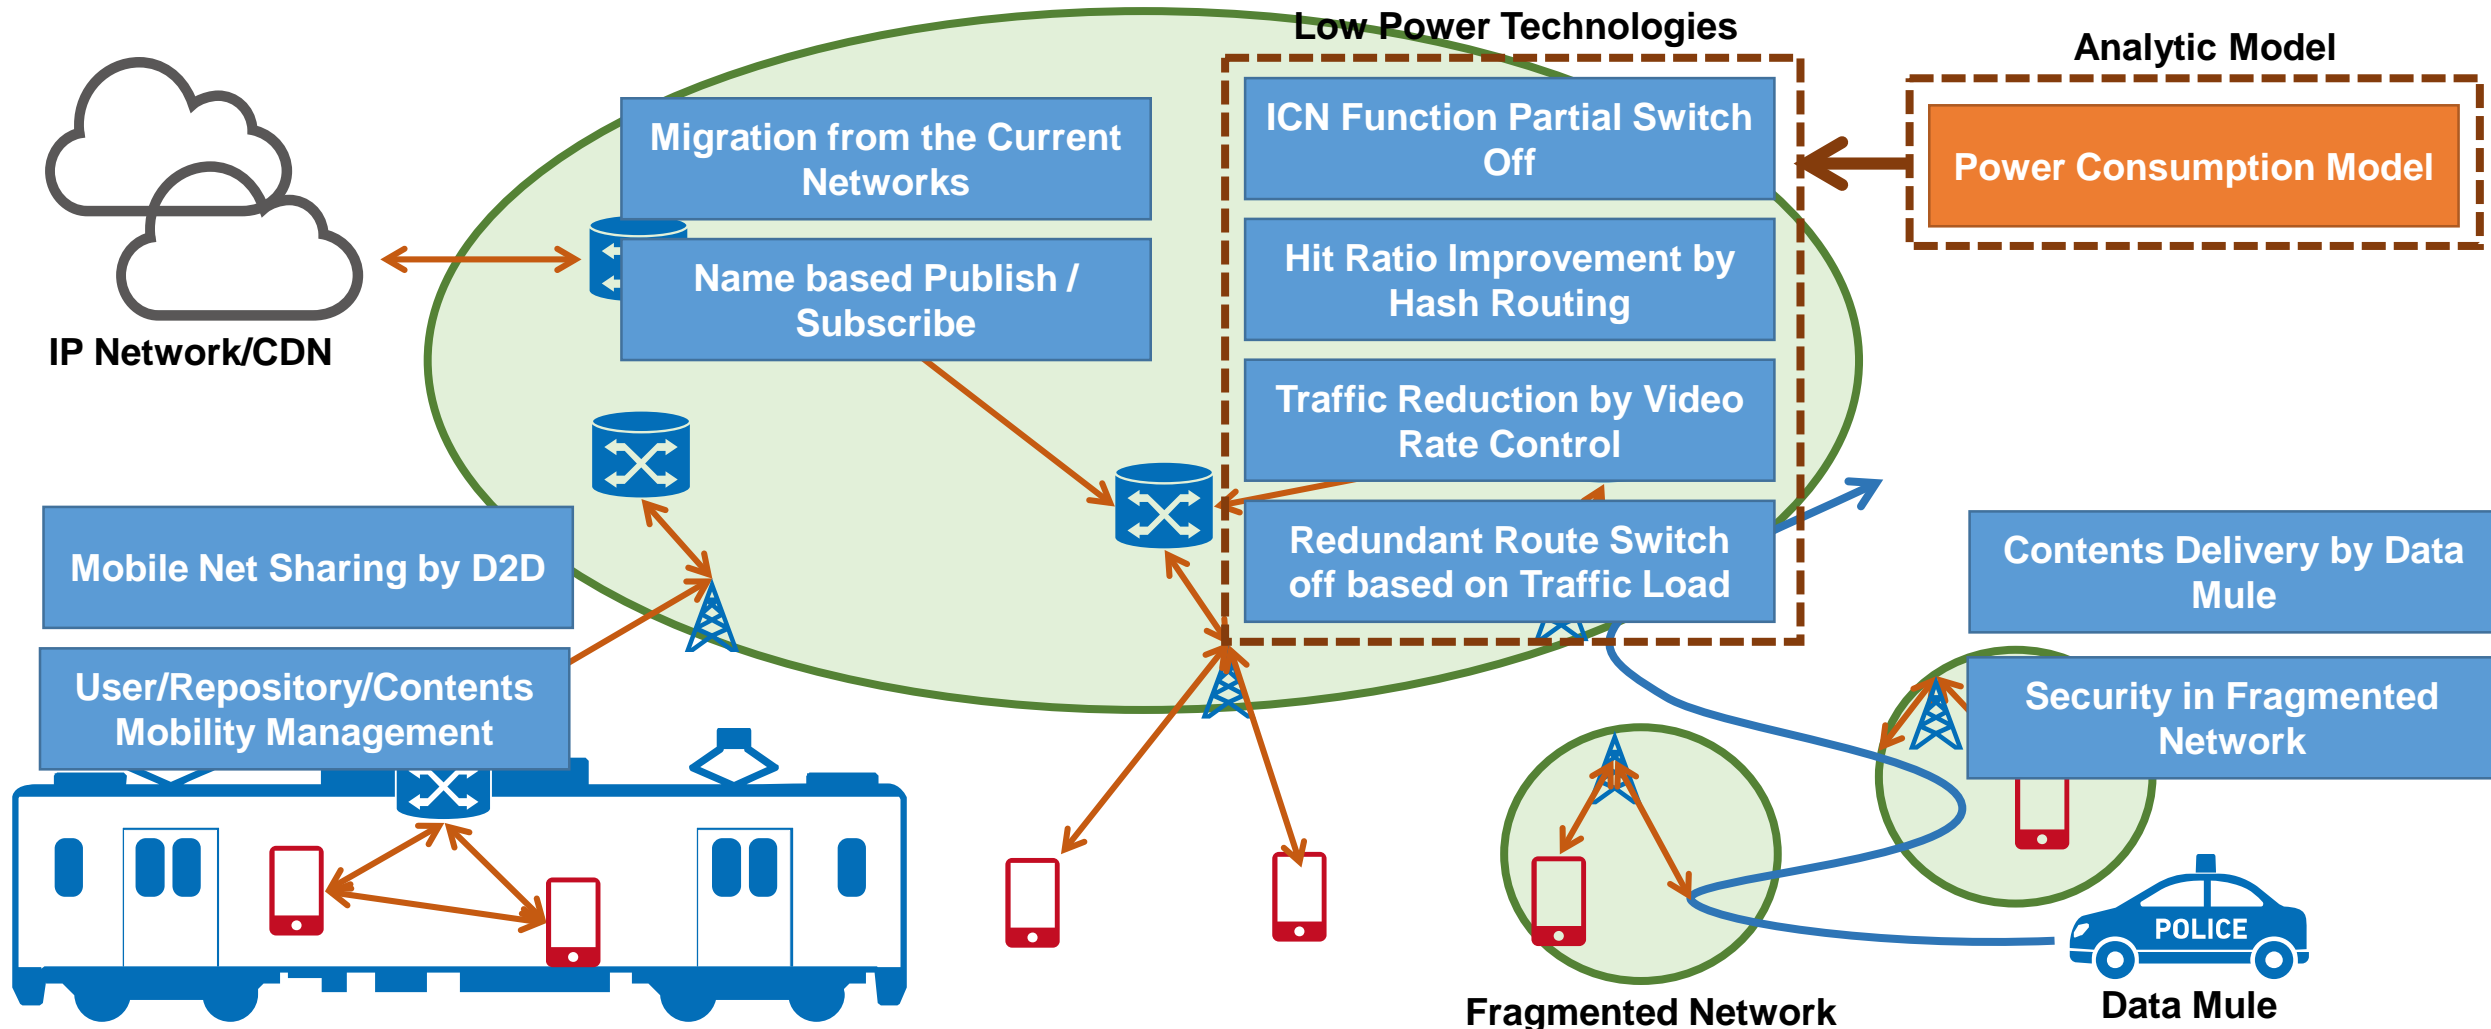 Low Power Technologies
Analytic Model
Migration from the Current
Networks
ICN Function Partial Switch
Off
Power Consumption Model
Name based Publish /
Subscribe
Hit Ratio Improvement by
Hash Routing
IP Network/CDN
Traffic Reduction by Video
Rate Control
Mobile Net Sharing by D2D
Redundant Route Switch
off based on Traffic Load
Contents Delivery by Data
Mule
User/Repository/Contents
Mobility Management
Security in Fragmented
Network
POLICE
Fragmented Network
Data Mule